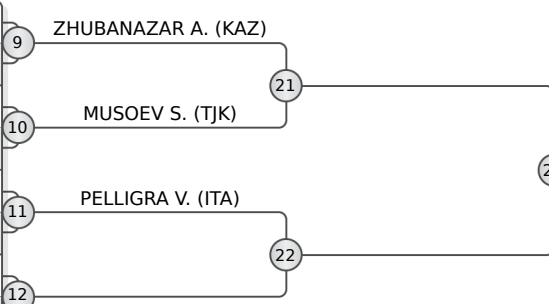 ZHUBANAZAR A. (KAZ)
9
21
MUSOEV S. (TJK)
10
PELLIGRA V. (ITA)
11
22
12